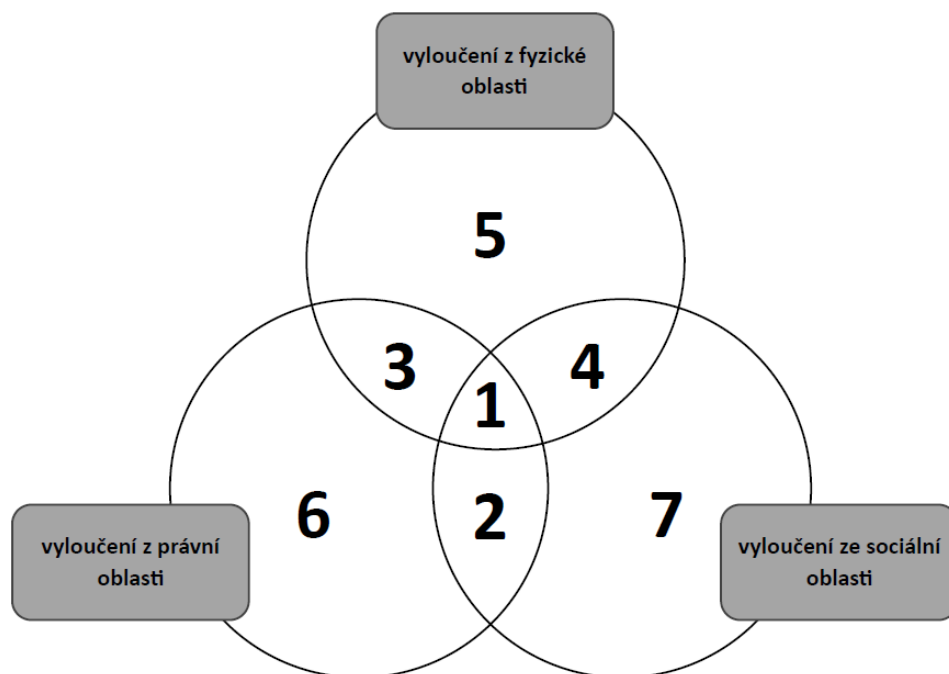 vyloučení z fyzické
oblasti
5
3
4
1
6
2
7
vyloučení z právní
oblasti
vyloučení ze sociální
oblasti